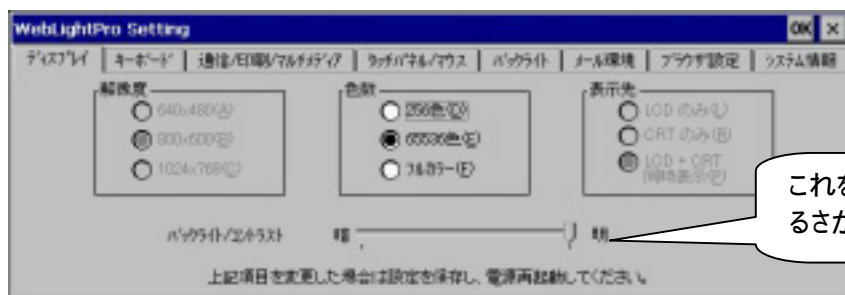 WebLightPro Setting OK ×
ディスプレイ キーボード 通信/印刷/マルチメディア タッチパネル/マウス バックライト メール環境 ブラウザ設定 システム情報
解像度 色数 表示先
640×480(A) 256色(D) LCD のみ(L)
800×600(B) 65536色(E) CRT のみ(R)
1024×768(C) フルカラー(F) LCD + CRT
同時表示(P)
これを
るさか
バックライト/コントラスト 暗 明
上記項目を変更した場合は設定を保存し、電源再起動してください。